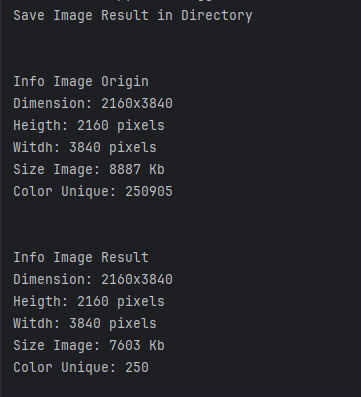 Save Image Result in Directory
Info Image Origin
Dimension: 2160x3840
Heigth: 2160 pixels
Witdh: 3840 pixels
Size Image: 8887 Kb
Color Unique: 250905
Info Image Result
Dimension: 2160x3840
Heigth: 2160 pixels
Witdh: 3840 pixels
Size Image: 7603 Kb
Color Unique: 250